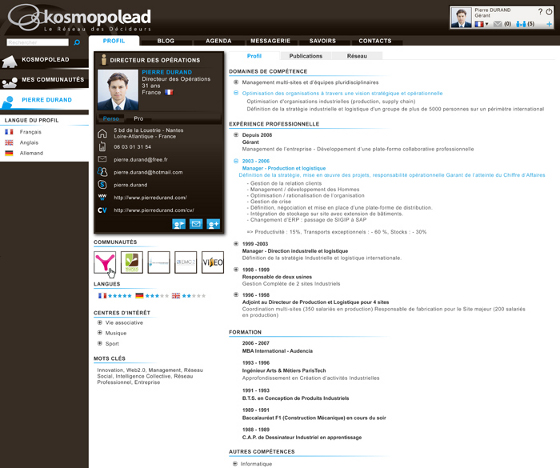 kosmopolead
Le Réseau des Décideurs
Pierre DURAND
Gérant
(0)
(5)
Rechercher
PROFIL
BLOG
AGENDA
MESSAGERIE
SAVOIRS
CONTACTS
KOSMOPOLEAD
MES COMMUNAUTÉS
PIERRE DURAND
LANGUE DU PROFIL
Français
Anglais
Allemand
DIRECTEUR DES OPÉRATIONS
PIERRE DURAND
Directeur des Opérations
31 ans
France
Perso
Pro
5 bd de la Louetrie - Nantes
Loire-Atlantique - France
06 03 01 31 54
pierre.durand@free.fr
pierre.durand@hotmail.com
pierre.durand
http://www.pierredurand.com/
http://www.pierredurand.com/cv/
COMMUNAUTÉS
VISEO
LANGUES
CENTRES D'INTÉRÊT
Vie associative
Musique
Sport
MOTS CLÉS
Innovation, Web2.0, Management, Réseau
Social, Intelligence Collective, Réseau
Professionnel, Entreprise
Profil
Publications
Réseau
DOMAINES DE COMPÉTENCE
Management multi-sites et d'équipes pluridisciplinaires
Optimisation des organisations à travers une vision stratégique et opérationnelle
Optimisation organisations industrielles (production, supply chain)
Définition de la stratégie industrielle et logistique d'un groupe de plus de 5000 personnes sur un périmètre international
EXPÉRIENCE PROFESSIONNELLE
Depuis 2008
Gérant
Management de l'entreprise - Développement d'une plate-forme collaborative professionnelle
2003 - 2006
Manager - Production et logistique
Définition de la stratégie, mise en œuvre des projets, responsabilité opérationnelle Garant de l'atteinte du Chiffre d'Affaires
- Gestion de la relation clients
- Management / développement des Hommes
- Optimisation / rationalisation de l'organisation
- Gestion de crise
- Définition, négociation et mise en place d'une plate-forme de distribution.
- Intégration de stockage sur site avec extension de bâtiments.
- Changement d'ERP : passage de SIGIP à SAP
=> Productivité : 15%, Transports exceptionnels : - 60 %, Stocks : - 30%
1999 -2003
Manager - Direction industrielle et logistique
Définition de la stratégie Industrielle et logistique internationale.
1998 - 1999
Responsable de deux usines
Gestion Complète de 2 sites Industriels
1996 - 1998
Adjoint au Directeur de Production et Logistique pour 4 sites
Coordination multi-sites (350 salariés en production) Responsable de fabrication pour le Site majeur (200 salariés
en production)
FORMATION
2006 - 2007
MBA International - Audencia
1993 - 1996
Ingénieur Arts & Métiers ParisTech
Approfondissement en Création d'activités Industrielles
1991 - 1993
B.T.S. en Conception de Produits Industriels
1989 - 1991
Baccalauréat F1 (Construction Mécanique) en cours du soir
1988 - 1989
C.A.P. de Dessinateur Industriel en apprentissage
AUTRES COMPÉTENCES
Informatique